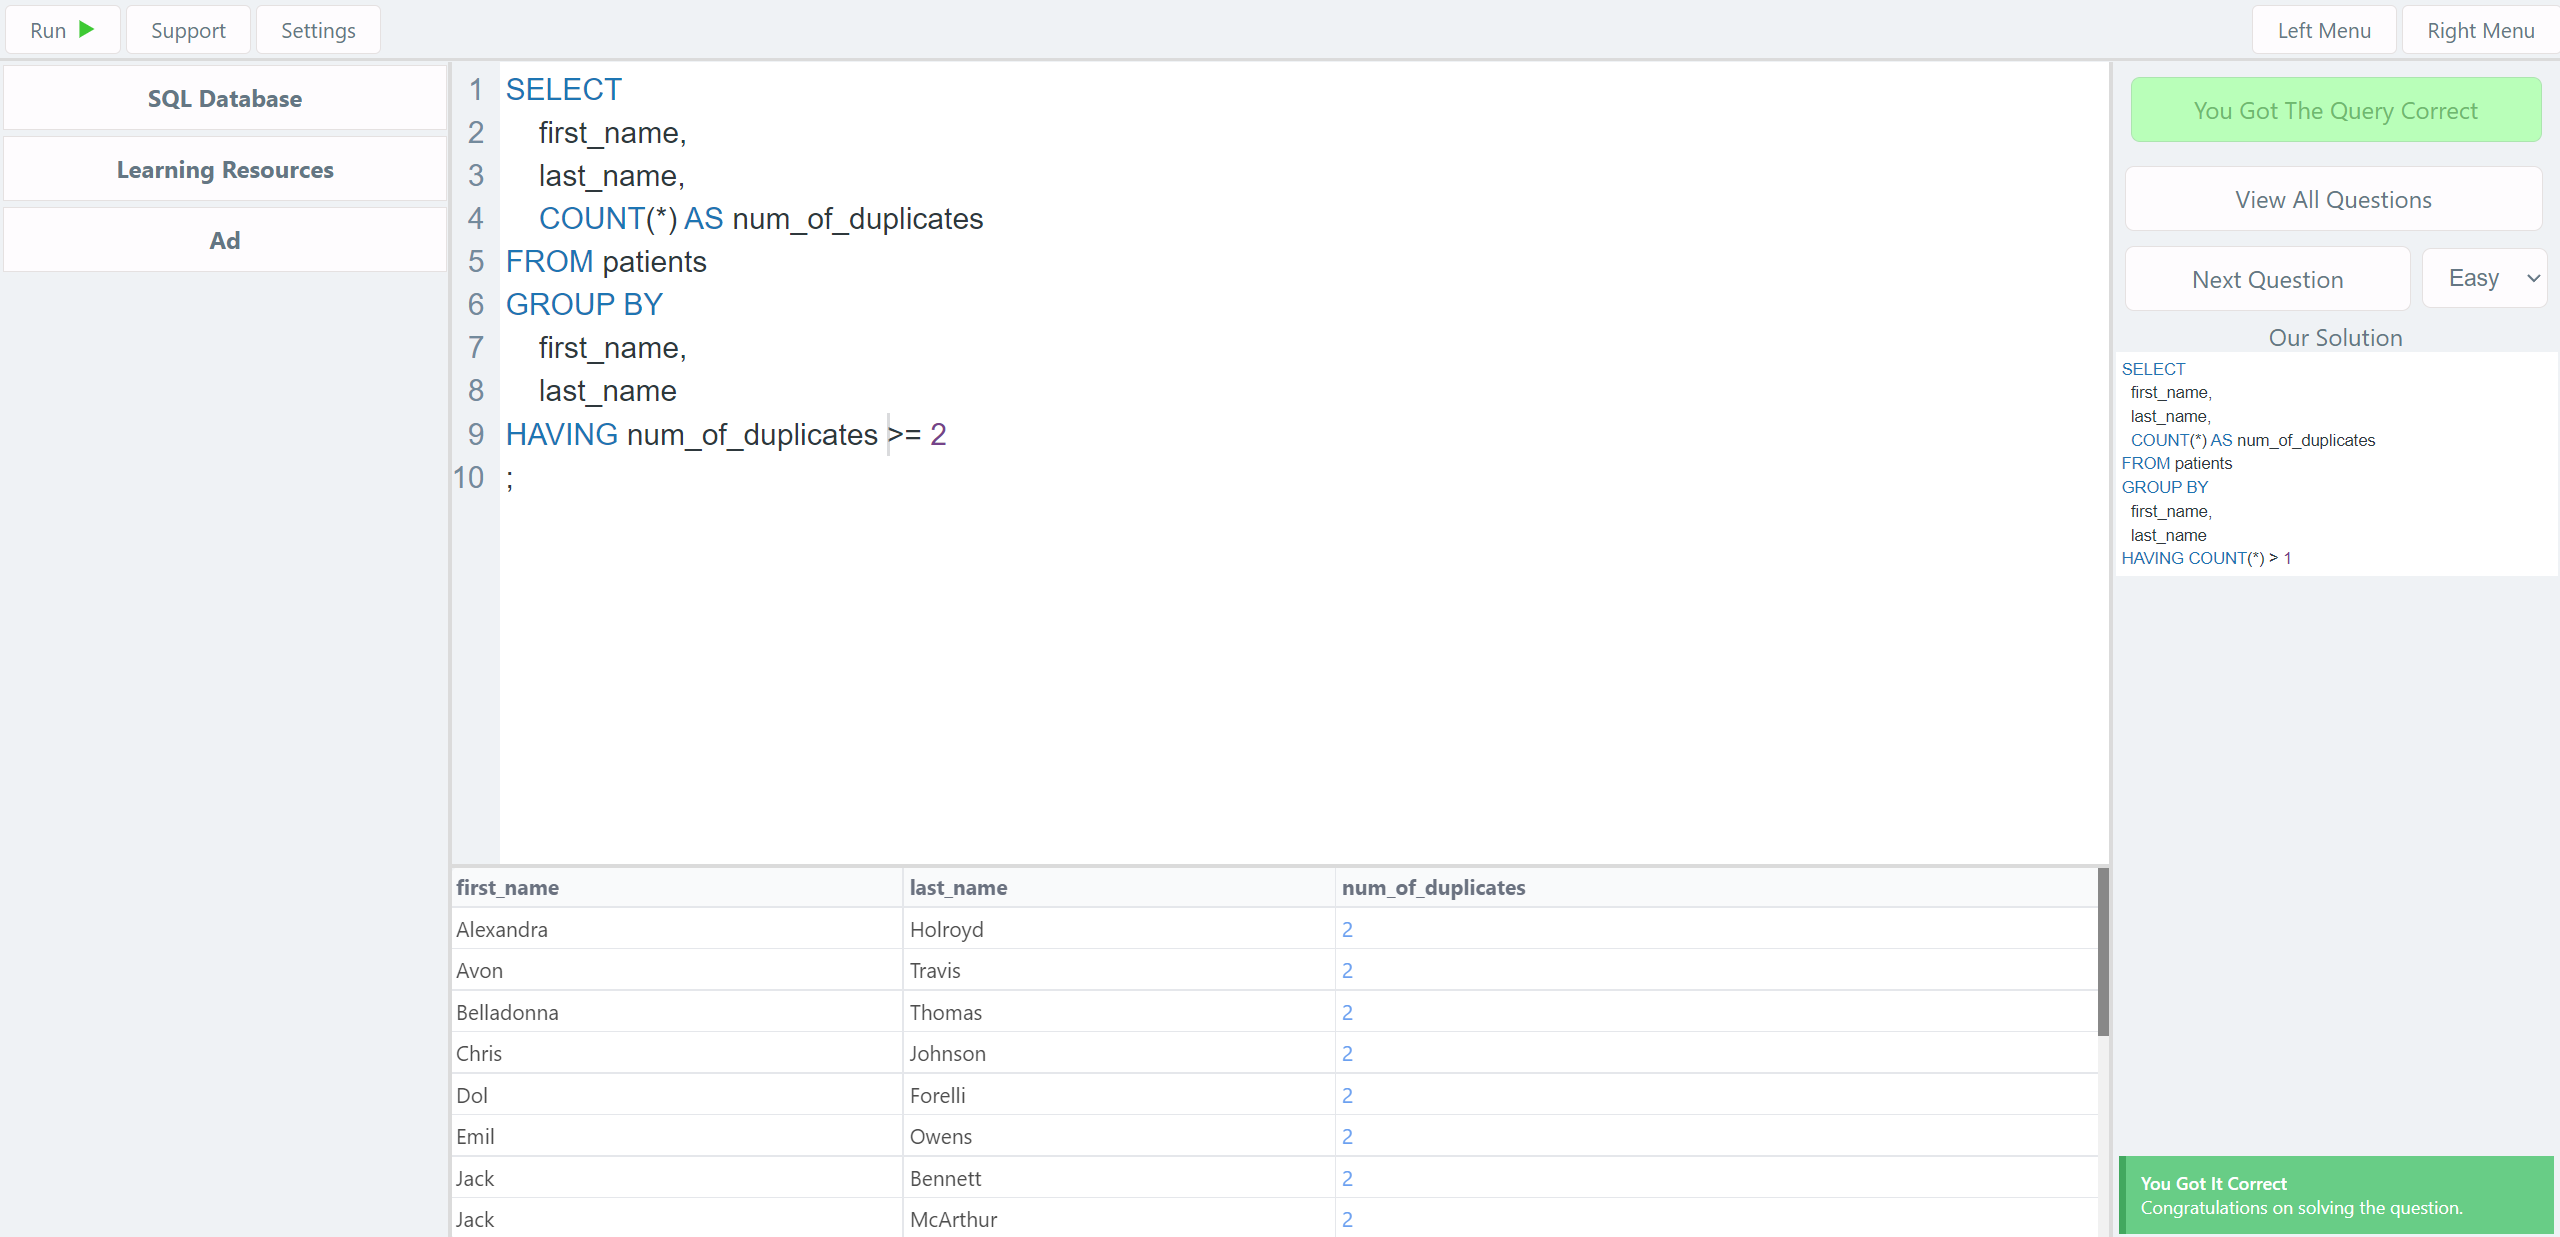 Run Support Settings Left Menu Right Menu
SQL Database
Learning Resources
Ad
1 SELECT
2 first_name,
3 last_name,
4 COUNT(*) AS num_of_duplicates
5 FROM patients
6 GROUP BY
7 first_name,
8 last_name
9 HAVING num_of_duplicates >= 2
10 ;
first_name last_name num_of_duplicates
Alexandra Holroyd 2
Avon Travis 2
Belladonna Thomas 2
Chris Johnson 2
Dol Forelli 2
Emil Owens 2
Jack Bennett 2
Jack McArthur 2
You Got The Query Correct
View All Questions
Next Question Easy
Our Solution
SELECT
first_name,
last_name,
COUNT(*) AS num_of_duplicates
FROM patients
GROUP BY
first_name,
last_name
HAVING COUNT(*) > 1
You Got It Correct
Congratulations on solving the question.